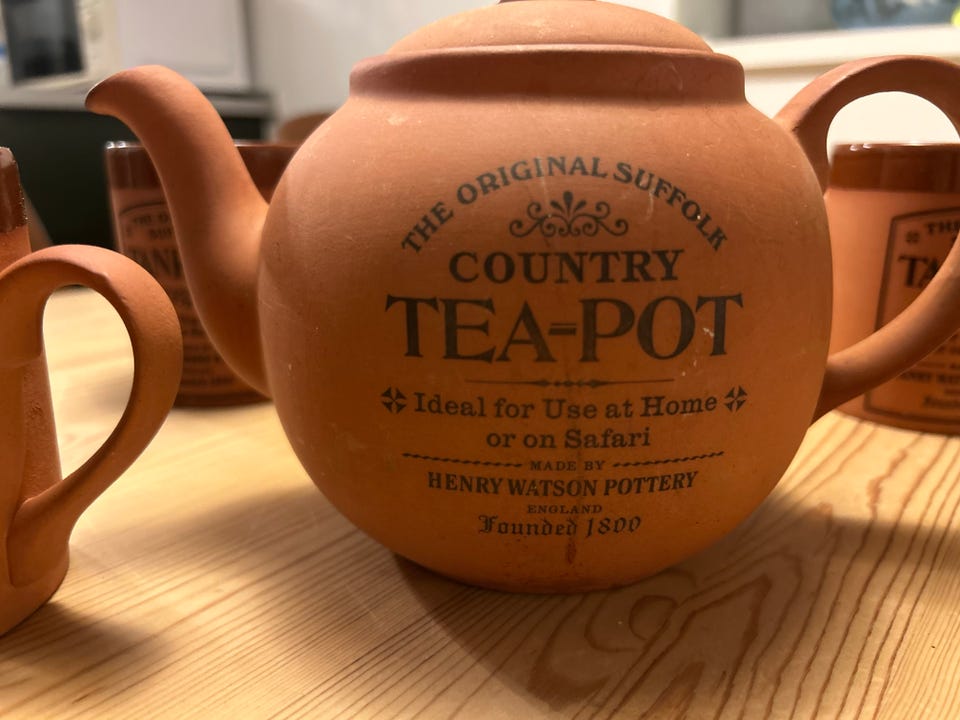 THE ORIGINAL SUFFOLK
COUNTRY
TEA=POT
Ideal for Use at Home
or on Safari
MADE BY
HENRY WATSON POTTERY
ENGLAND
Founded 1800
THE